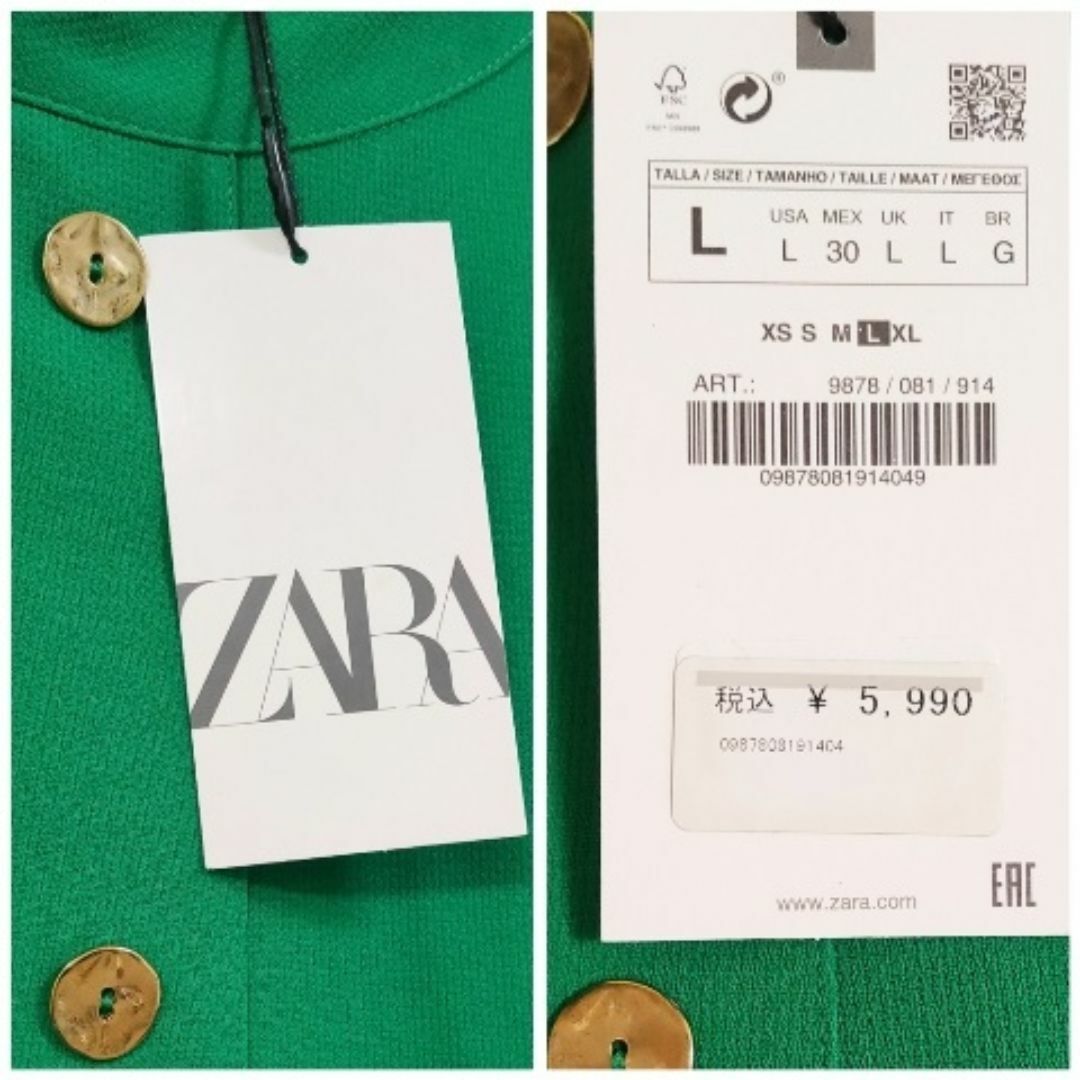 ZARA
FSC
®
TALLA / SIZE / TAMANHO / TAILLE / MAAT / ΜΕΓΕΘΟΣ
L
USA MEX UK IT BR
L 30 L L G
XS S M L XL
ART.: 9878 / 081 / 914
09878081914049
税込 ¥ 5,990
0987808191404
www.zara.com
EAC